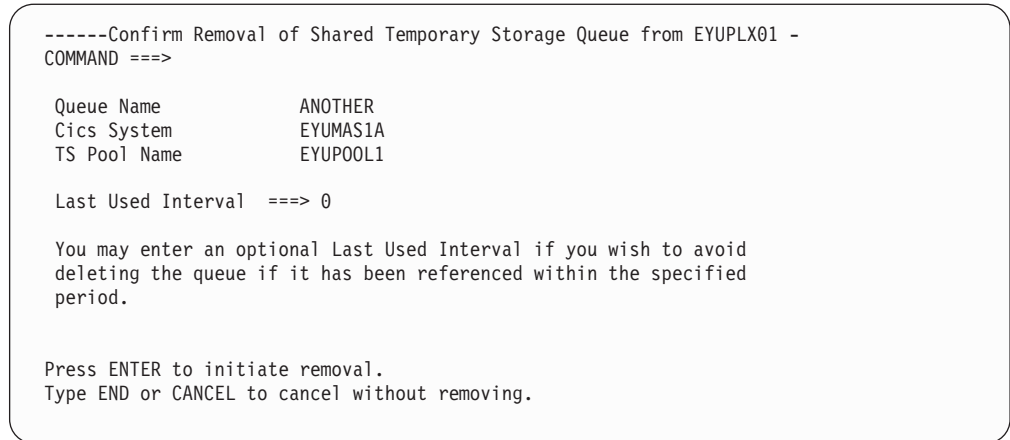 ------Confirm Removal of Shared Temporary Storage Queue from EYUPLX01 -
COMMAND ===>
Queue Name ANOTHER
Cics System EYUMAS1A
TS Pool Name EYUPOOL1
Last Used Interval ===> 0
You may enter an optional Last Used Interval if you wish to avoid
deleting the queue if it has been referenced within the specified
period.
Press ENTER to initiate removal.
Type END or CANCEL to cancel without removing.